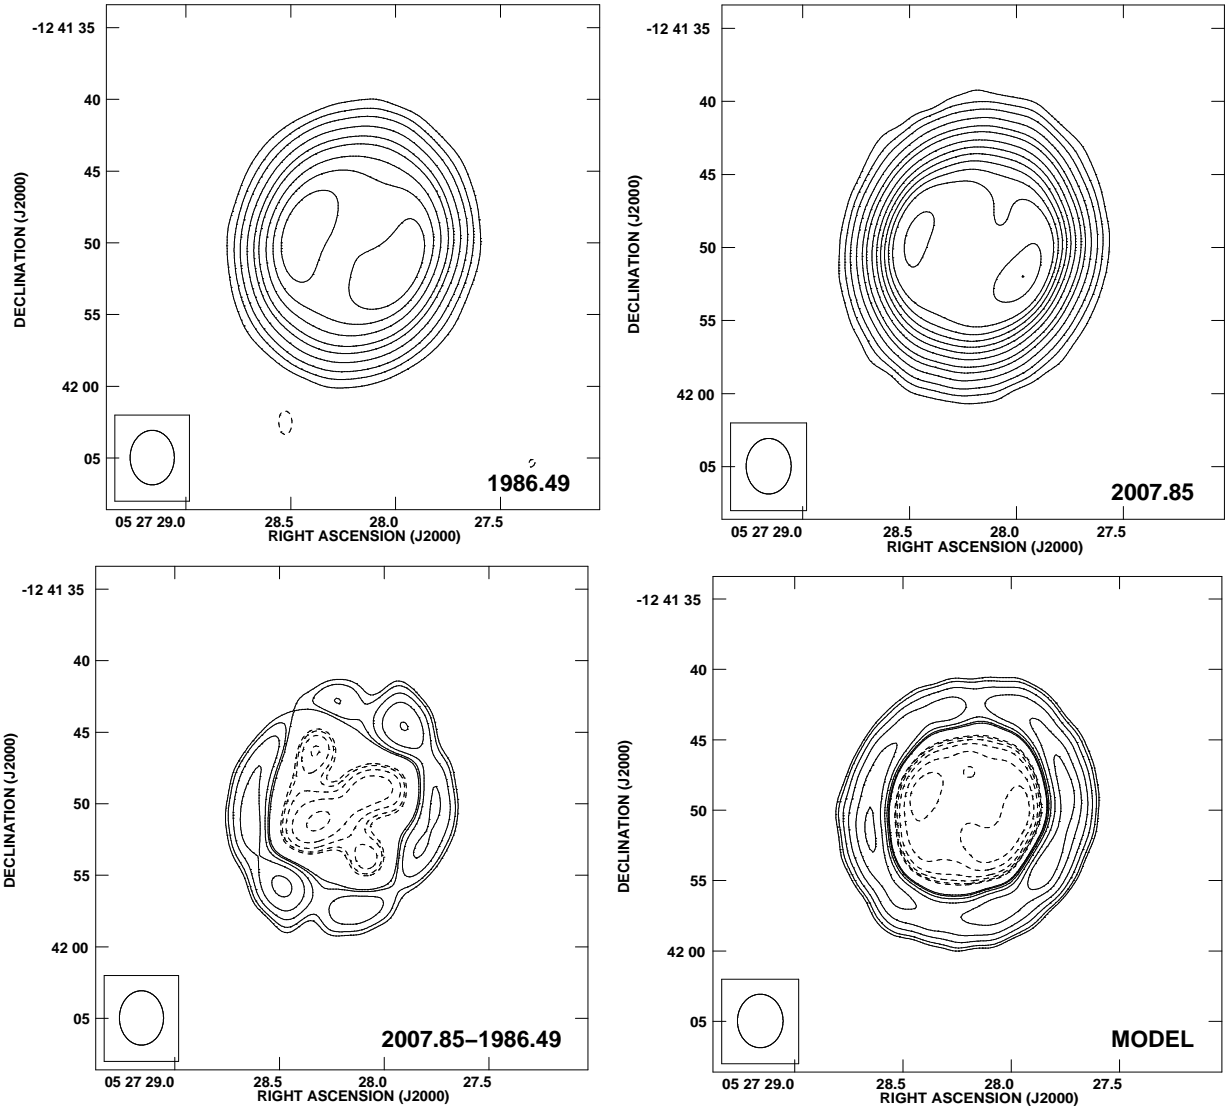 -12 41 35
40
45
50
55
42 00
05
DECLINATION (J2000)
05 27 29.0
28.5
28.0
27.5
RIGHT ASCENSION (J2000)
1986.49
-12 41 35
40
45
50
55
42 00
05
DECLINATION (J2000)
05 27 29.0
28.5
28.0
27.5
RIGHT ASCENSION (J2000)
2007.85
-12 41 35
40
45
50
55
42 00
05
DECLINATION (J2000)
05 27 29.0
28.5
28.0
27.5
RIGHT ASCENSION (J2000)
2007.85−1986.49
-12 41 35
40
45
50
55
42 00
05
DECLINATION (J2000)
05 27 29.0
28.5
28.0
27.5
RIGHT ASCENSION (J2000)
MODEL